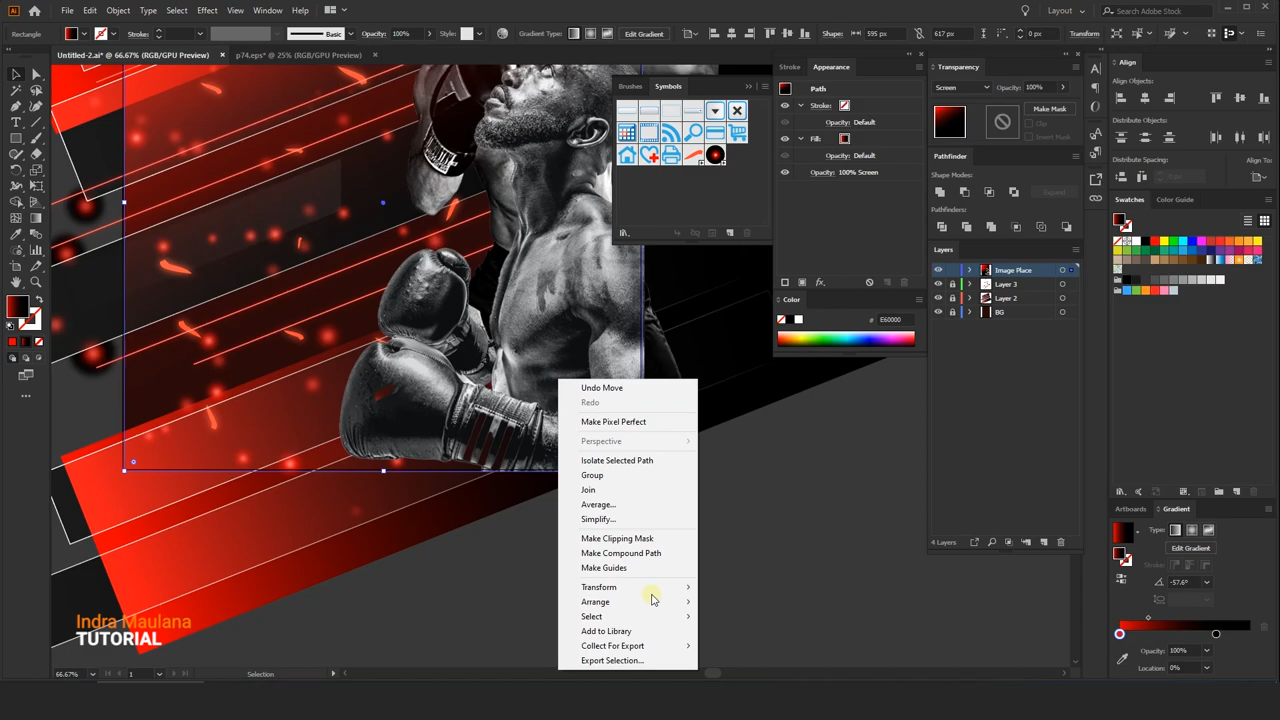 File Edit Object Type Select Effect View Window Help
Layout
Search Adobe Stock
Rectangle
Stroke:
Basic
Opacity: 100%
Style:
Edit Gradient
Shape: 595 px
617 px
0 px
Transform
Untitled-2.ai* @ 66.67% (RGB/GPU Preview) ×
p74.eps* @ 25% (RGB/GPU Preview) ×
Brushes Symbols
Stroke Appearance
Path
Stroke:
Opacity: Default
Fill:
Opacity: Default
Opacity: 100% Screen
Color
# E60000
Transparency
Screen
Opacity: 100%
Make Mask
Clip
Invert Mask
Pathfinder
Shape Modes:
Expand
Pathfinders:
Layers
Image Place
Layer 3
Layer 2
BG
4 Layers
Align
Align Objects:
Distribute Objects:
Distribute Spacing:
Align To:
0 px
Swatches Color Guide
Artboards Gradient
Type:
Edit Gradient
Stroke:
-57.6°
Opacity: 100%
Location: 0%
Undo Move
Redo
Make Pixel Perfect
Perspective
Isolate Selected Path
Group
Join
Average...
Simplify...
Make Clipping Mask
Make Compound Path
Make Guides
Transform
Arrange
Select
Add to Library
Collect For Export
Export Selection...
Indra Maulana
TUTORIAL
66.67%
1
Selection